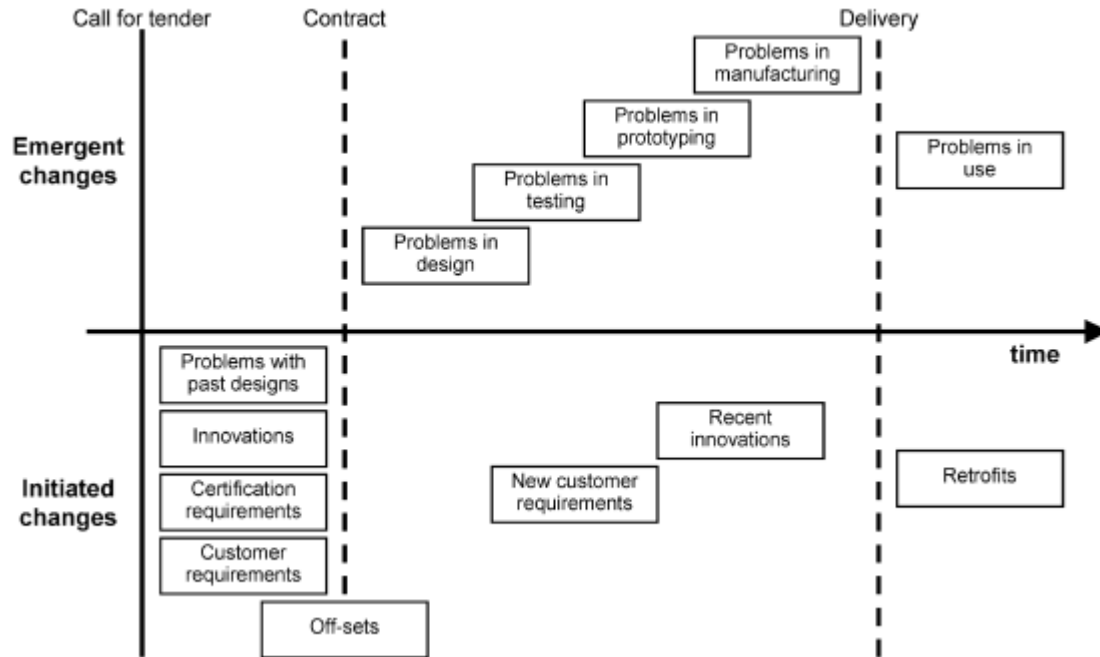 Call for tender
Contract
Delivery
Problems in
manufacturing
Problems in
prototyping
Emergent
changes
Problems in
use
Problems in
testing
Problems in
design
time
Problems with
past designs
Innovations
Recent
innovations
Initiated
changes
Certification
requirements
New customer
requirements
Retrofits
Customer
requirements
Off-sets